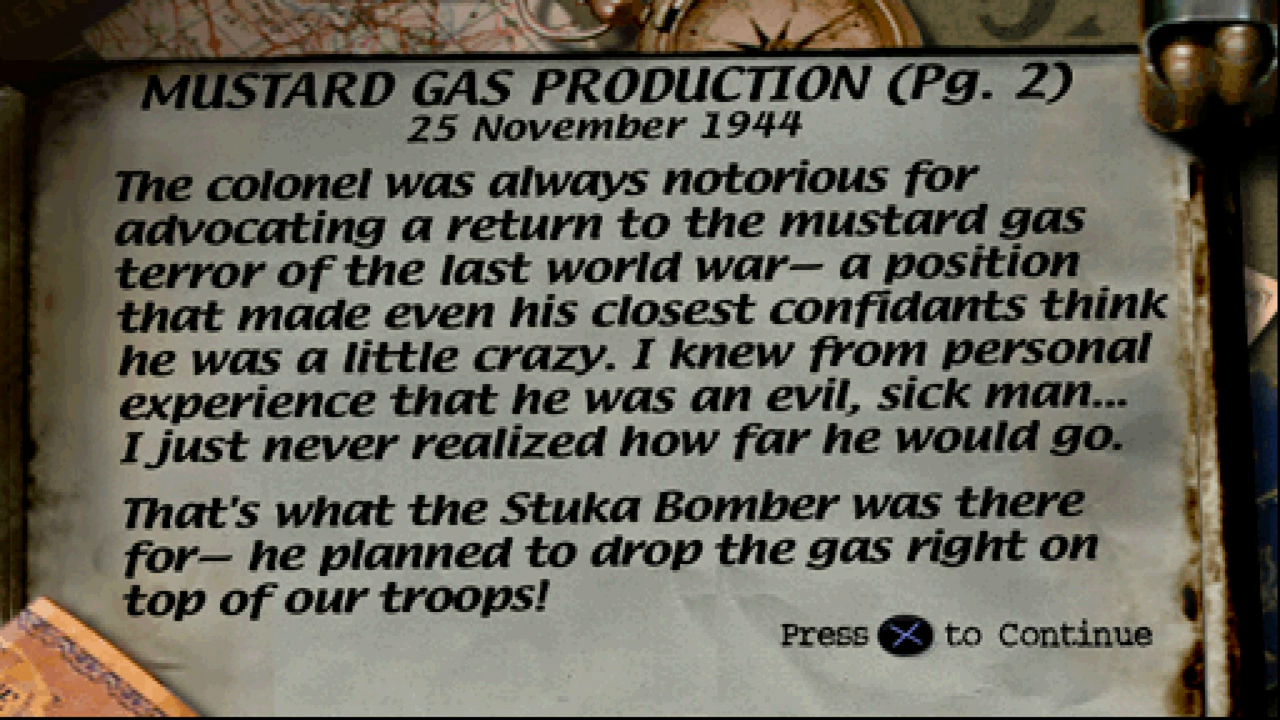 MUSTARD GAS PRODUCTION (Pg. 2)
25 November 1944
The colonel was always notorious for
advocating a return to the mustard gas
terror of the last world war— a position
that made even his closest confidants think
he was a little crazy. I knew from personal
experience that he was an evil, sick man...
I just never realized how far he would go.
That's what the Stuka Bomber was there
for— he planned to drop the gas right on
top of our troops!
Press X to Continue